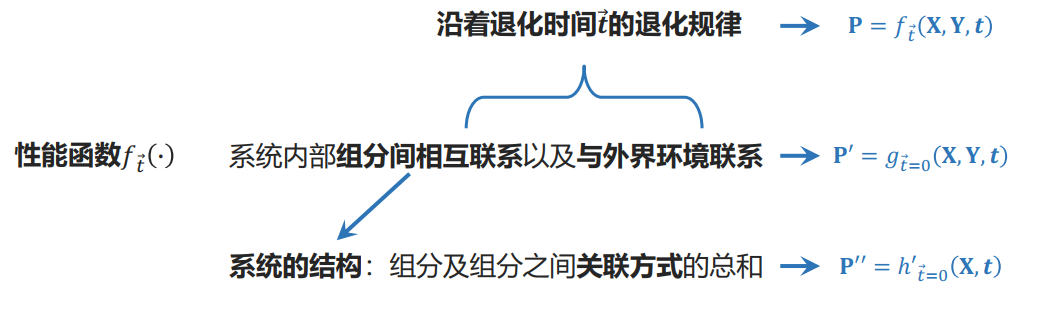 沿着退化时间$\vec{t}$的退化规律 → $\mathbf{P} = f_{\vec{t}}(\mathbf{X}, \mathbf{Y}, \boldsymbol{t})$
性能函数$f_{\vec{t}}(\cdot)$ 系统内部组分间相互联系以及与外界环境联系 → $\mathbf{P}' = g_{\vec{t}=0}(\mathbf{X}, \mathbf{Y}, \boldsymbol{t})$
系统的结构：组分及组分之间关联方式的总和 → $\mathbf{P}'' = h'_{\vec{t}=0}(\mathbf{X}, \boldsymbol{t})$